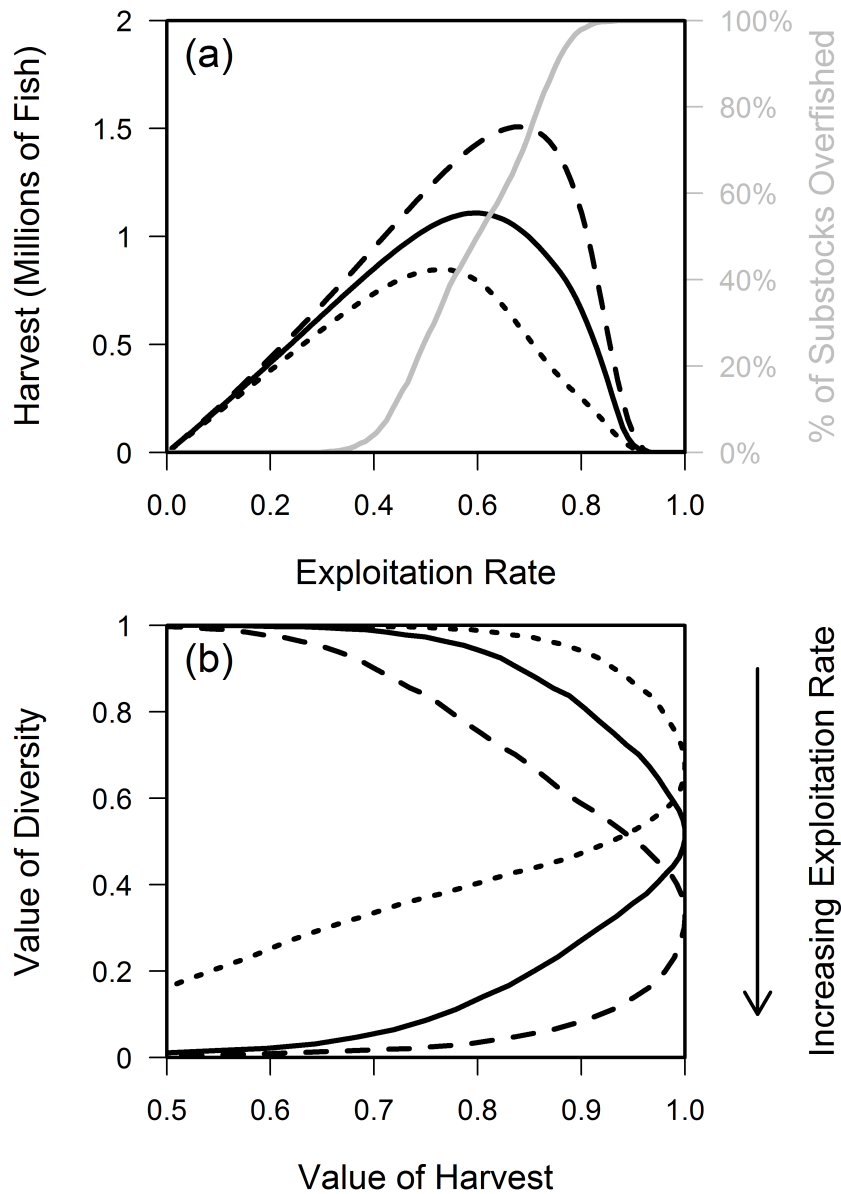 (a)
Harvest (Millions of Fish)
2
1.5
1
0.5
0
100%
80%
60%
40%
20%
0%
% of Substocks Overfished
0.0 0.2 0.4 0.6 0.8 1.0
Exploitation Rate
(b)
Value of Diversity
1
0.8
0.6
0.4
0.2
0
Increasing Exploitation Rate
0.5 0.6 0.7 0.8 0.9 1.0
Value of Harvest